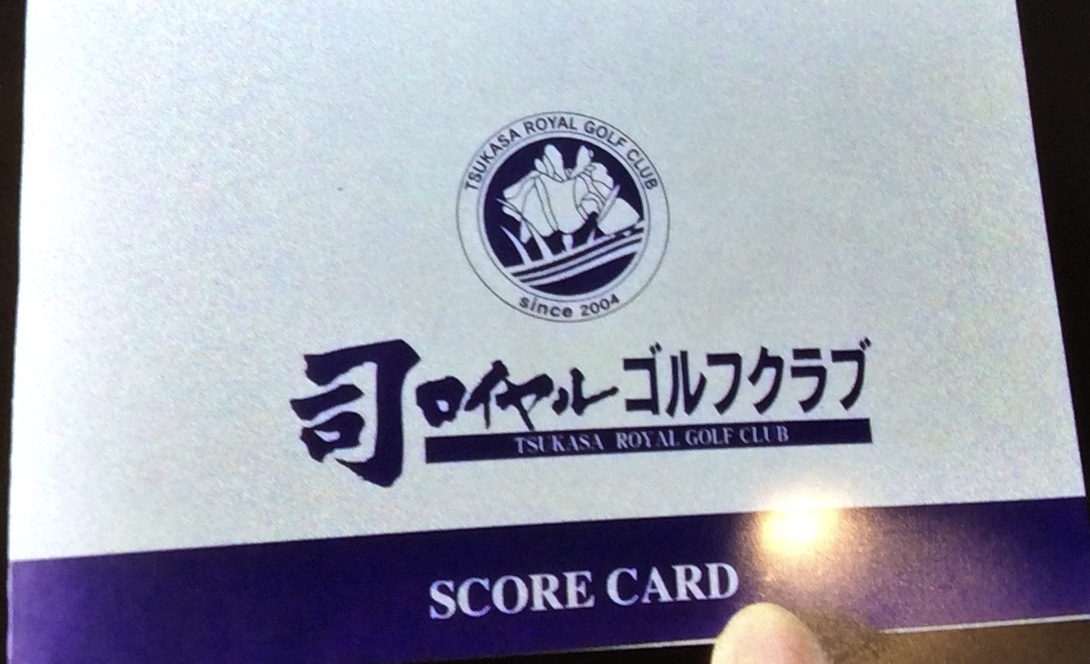 TSUKASA ROYAL GOLF CLUB
since 2004
司ロイヤルゴルフクラブ
TSUKASA ROYAL GOLF CLUB
SCORE CARD